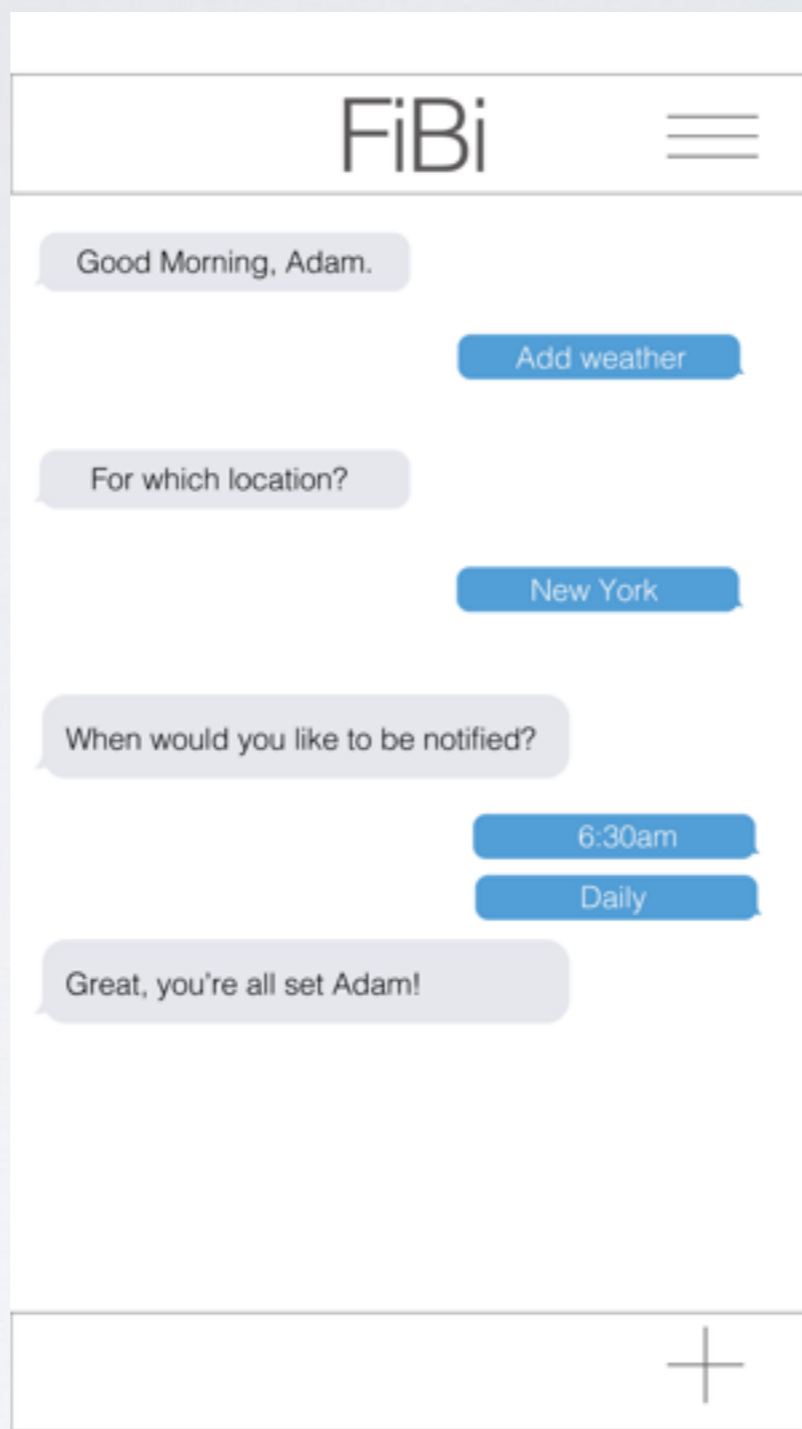 FiBi
Good Morning, Adam.
Add weather
For which location?
New York
When would you like to be notified?
6:30am
Daily
Great, you're all set Adam!